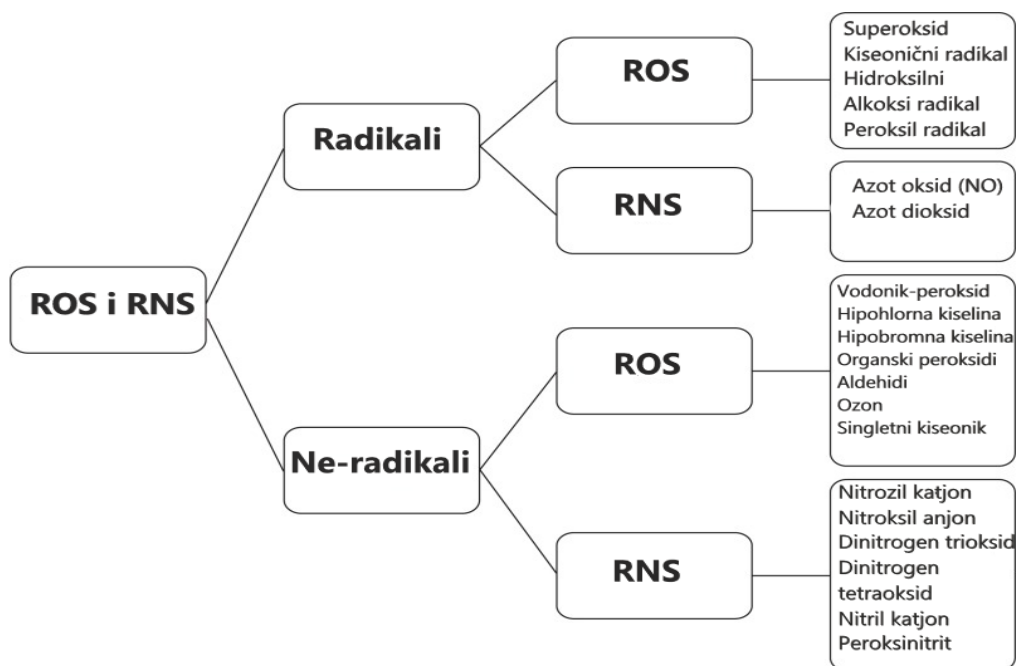 ROS i RNS
Radikali
ROS
Superoksid
Kiseonični radikal
Hidroksilni
Alkoksi radikal
Peroksil radikal
RNS
Azot oksid (NO)
Azot dioksid
Ne-radikali
ROS
Vodonik-peroksid
Hipohlorna kiselina
Hipobromna kiselina
Organski peroksidi
Aldehidi
Ozon
Singletni kiseonik
RNS
Nitrozil katjon
Nitroksil anjon
Dinitrogen trioksid
Dinitrogen
tetraoksid
Nitril katjon
Peroksinitrit